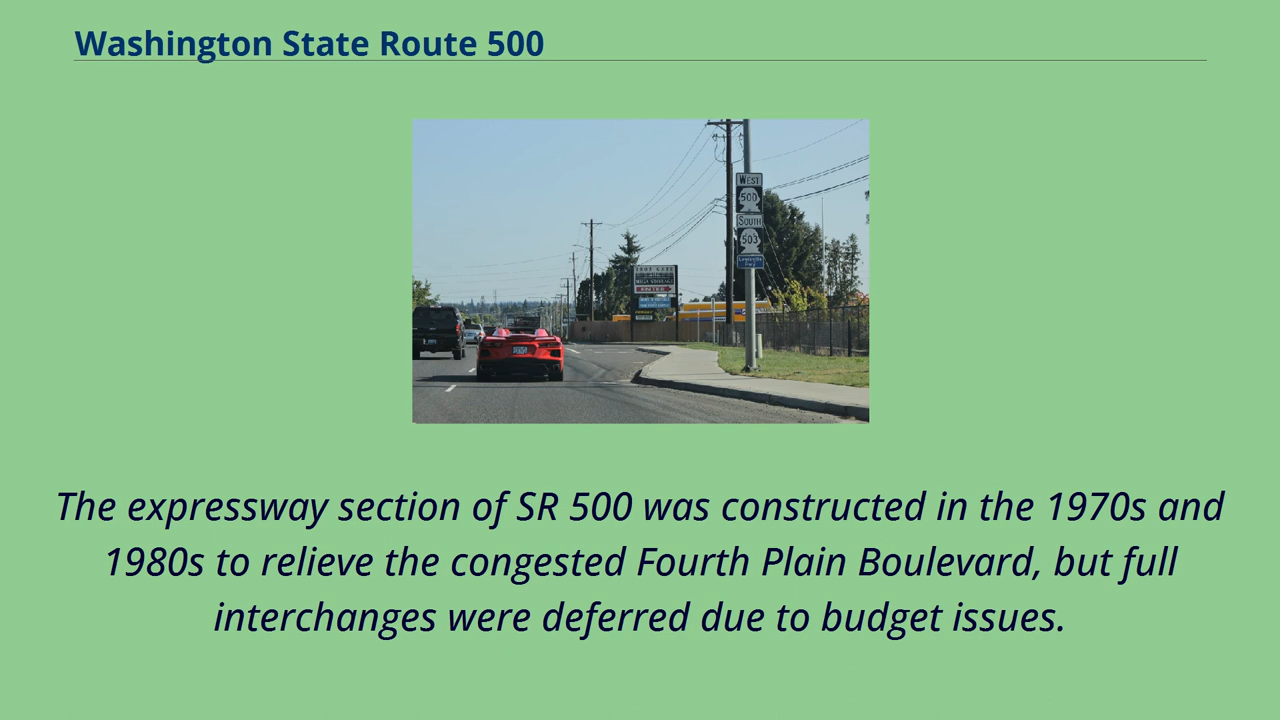 Washington State Route 500
WEST
500
SOUTH
503
The expressway section of SR 500 was constructed in the 1970s and
1980s to relieve the congested Fourth Plain Boulevard, but full
interchanges were deferred due to budget issues.